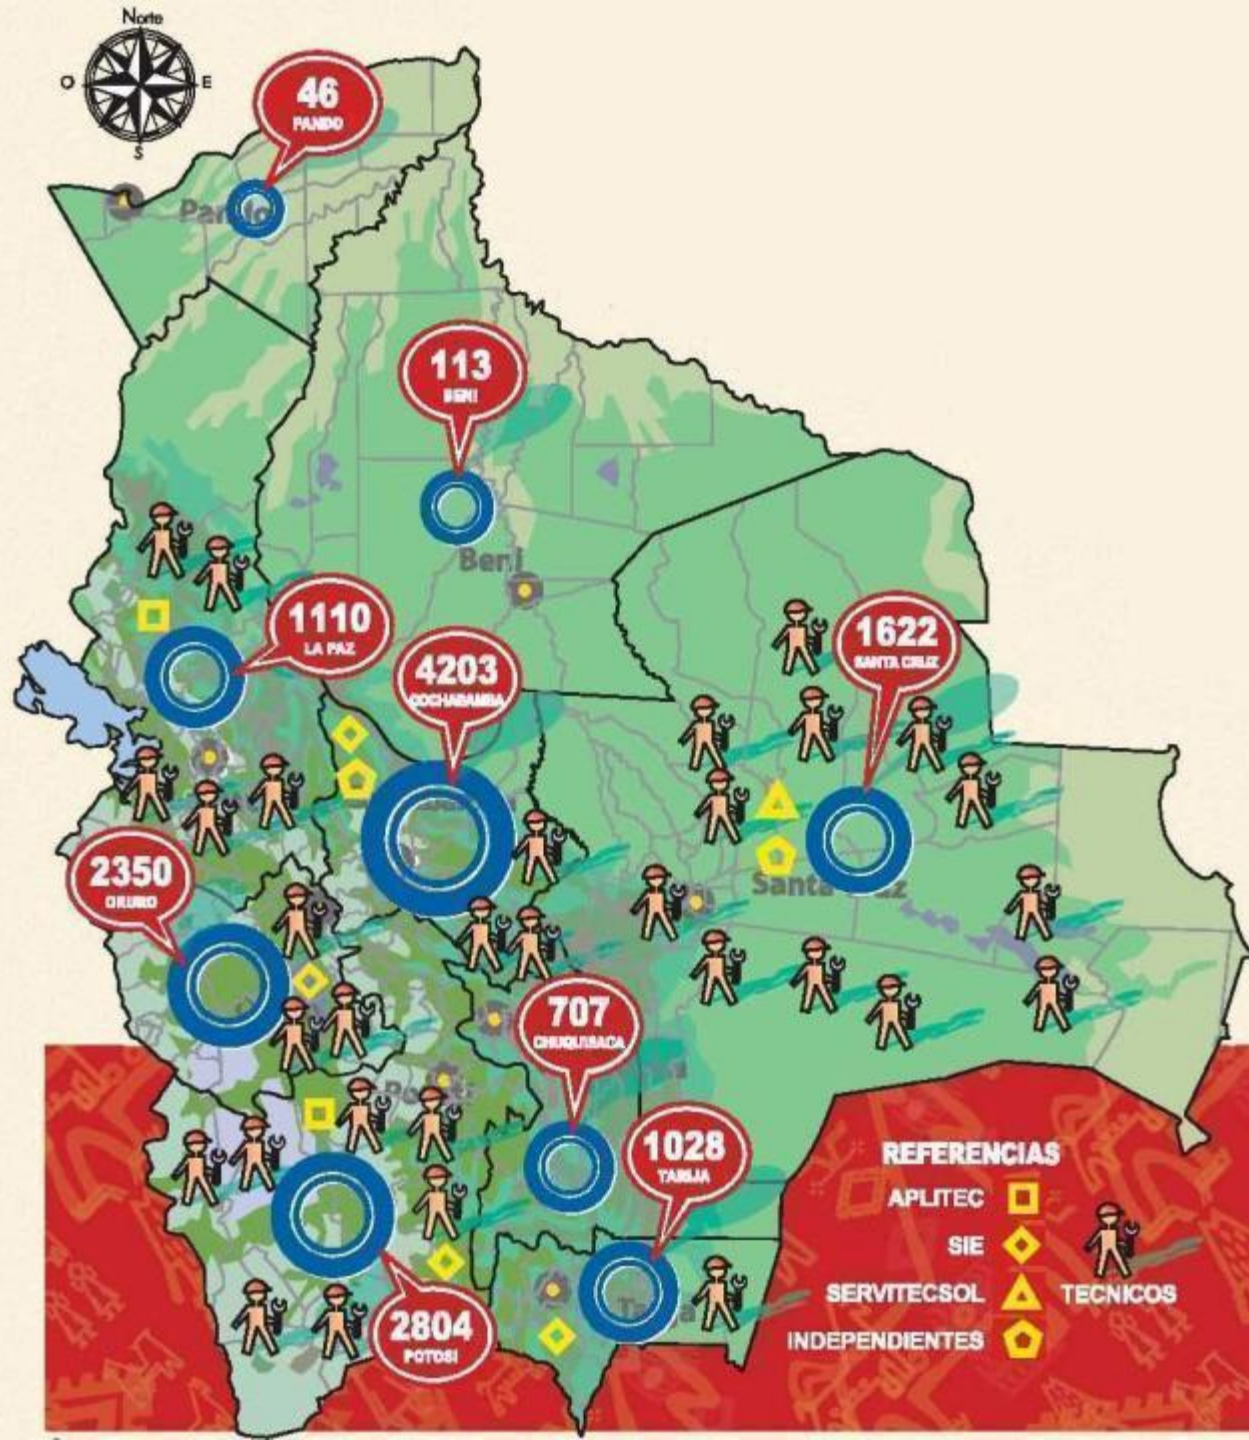 Norte
O
E
S
46
PANDO
Pando
113
BENI
Beni
1110
LA PAZ
4203
COCHABAMBA
1622
SANTA CRUZ
2350
ORURO
707
CHUQUISACA
1028
TARIJA
2804
POTOSI
REFERENCIAS
APLITEC
SIE
SERVITECSOL
TECNICOS
INDEPENDIENTES